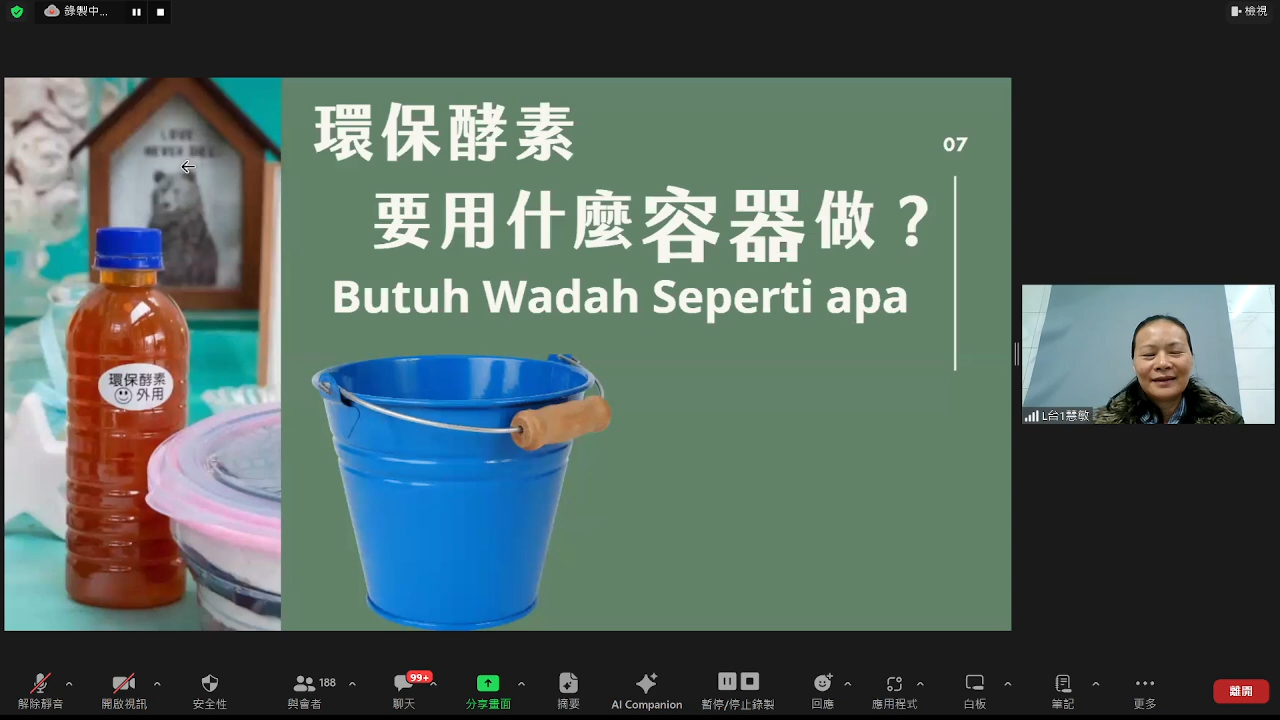 錄製中...
檢視
LOVE
NEVER
環保酵素
07
要用什麼容器做？
Butuh Wadah Seperti apa
環保酵素
外用
L台1慧敏
解除靜音
開啟視訊
安全性
與會者
188
聊天
99+
分享畫面
摘要
AI Companion
暫停/停止錄製
回應
應用程式
白板
筆記
更多
離開